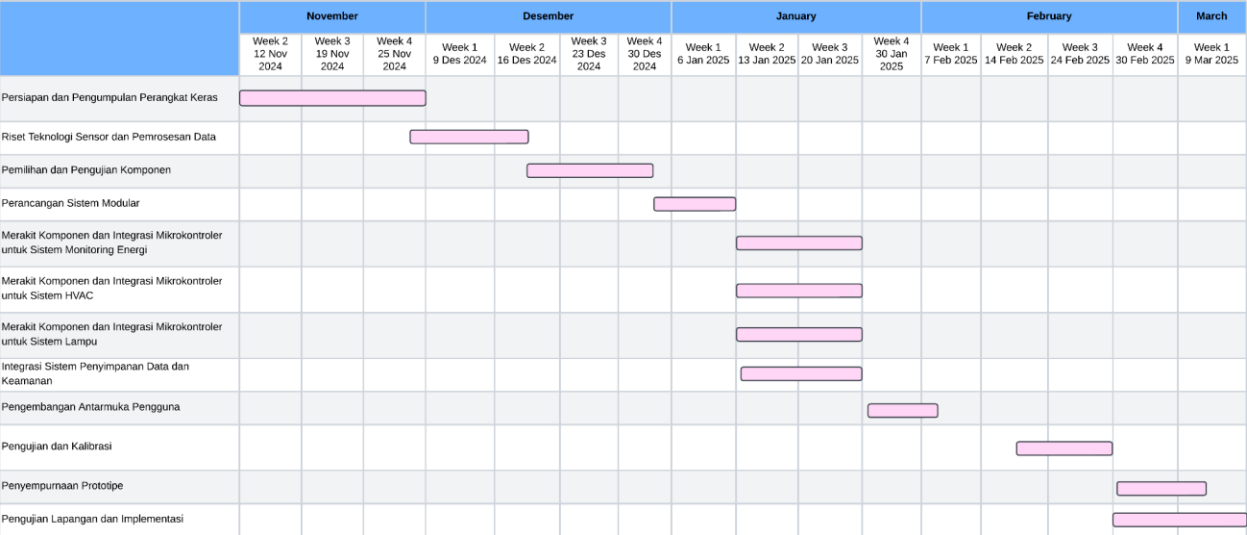 November Desember January February March
Week 2 Week 3 Week 4 Week 1 Week 2 Week 3 Week 4 Week 1 Week 2 Week 3 Week 4 Week 1 Week 2 Week 3 Week 4 Week 1
12 Nov 19 Nov 25 Nov 9 Des 2024 16 Des 2024 23 Des 30 Des 6 Jan 2025 13 Jan 2025 20 Jan 2025 30 Jan 7 Feb 2025 14 Feb 2025 24 Feb 2025 30 Feb 2025 9 Mar 2025
2024 2024 2024 2024 2024 2025
Persiapan dan Pengumpulan Perangkat Keras
Riset Teknologi Sensor dan Pemrosesan Data
Pemilihan dan Pengujian Komponen
Perancangan Sistem Modular
Merakit Komponen dan Integrasi Mikrokontroler
untuk Sistem Monitoring Energi
Merakit Komponen dan Integrasi Mikrokontroler
untuk Sistem HVAC
Merakit Komponen dan Integrasi Mikrokontroler
untuk Sistem Lampu
Integrasi Sistem Penyimpanan Data dan
Keamanan
Pengembangan Antarmuka Pengguna
Pengujian dan Kalibrasi
Penyempurnaan Prototipe
Pengujian Lapangan dan Implementasi